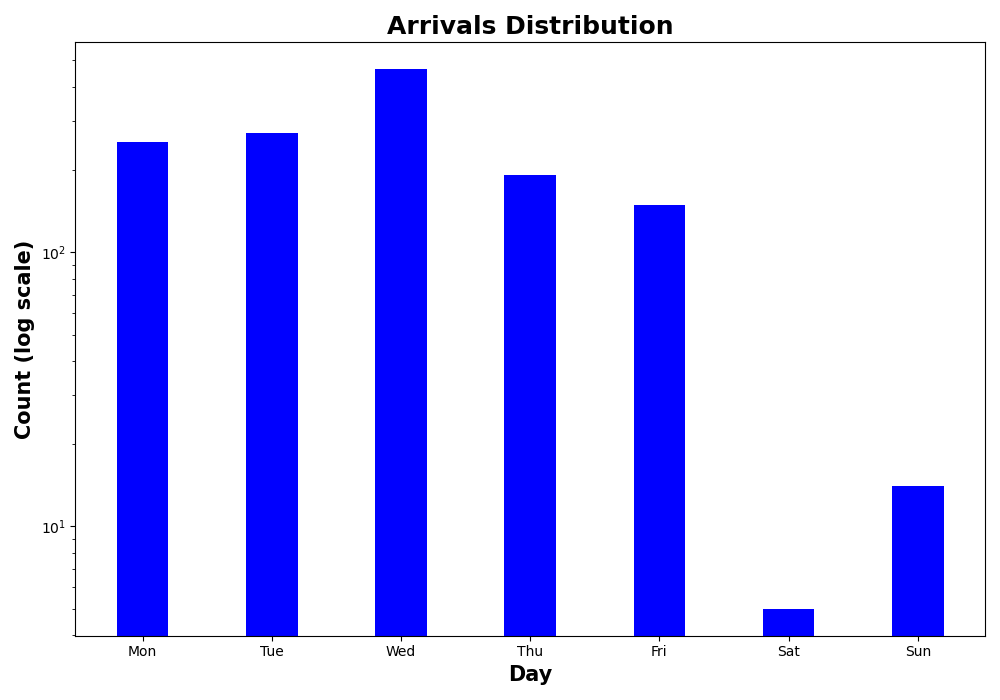 Arrivals Distribution
Count (log scale)
10²
10¹
Mon Tue Wed Thu Fri Sat Sun
Day